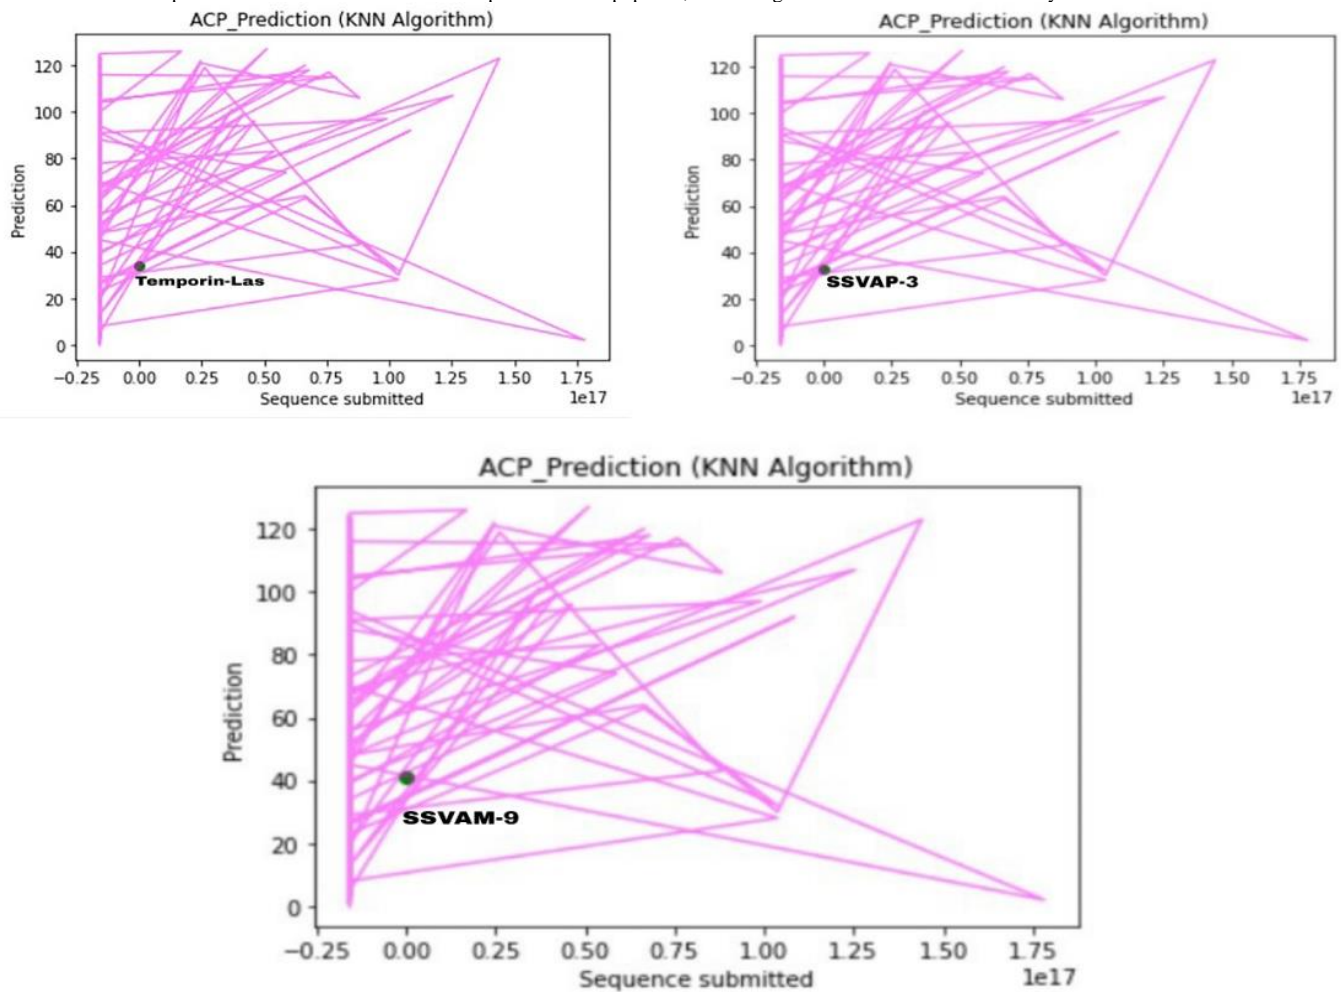 ACP_Prediction (KNN Algorithm)
120
100
80
60
40
20
0
Prediction
Temporin-Las
−0.25 0.00 0.25 0.50 0.75 1.00 1.25 1.50 1.75
Sequence submitted
1e17
ACP_Prediction (KNN Algorithm)
120
100
80
60
40
20
0
Prediction
SSVAP-3
−0.25 0.00 0.25 0.50 0.75 1.00 1.25 1.50 1.75
Sequence submitted
1e17
ACP_Prediction (KNN Algorithm)
120
100
80
60
40
20
0
Prediction
SSVAM-9
−0.25 0.00 0.25 0.50 0.75 1.00 1.25 1.50 1.75
Sequence submitted
1e17